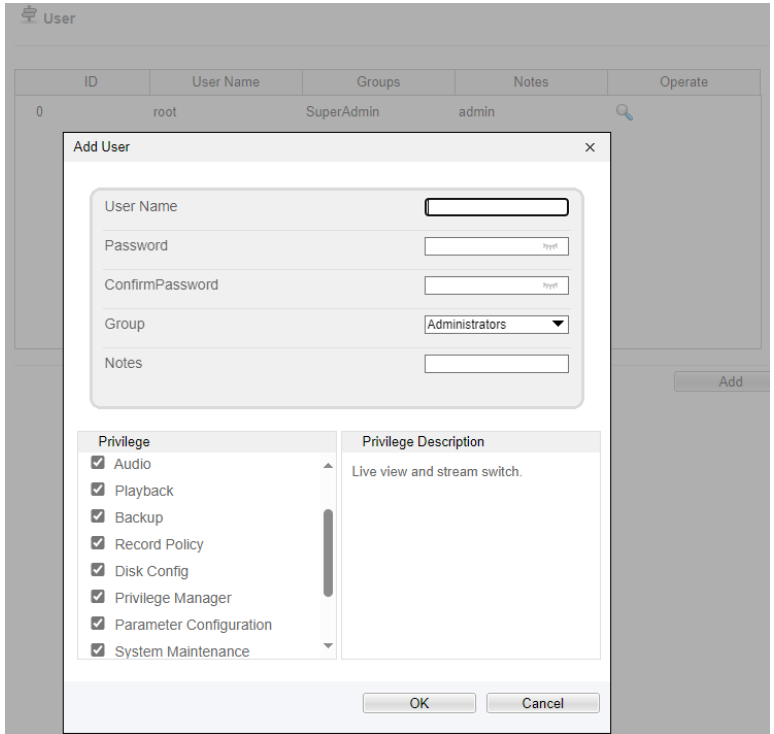 User
ID User Name Groups Notes Operate
0 root SuperAdmin admin
Add User
User Name
Password
ConfirmPassword
Group Administrators
Notes
Add
Privilege
Audio
Playback
Backup
Record Policy
Disk Config
Privilege Manager
Parameter Configuration
System Maintenance
Privilege Description
Live view and stream switch.
OK Cancel